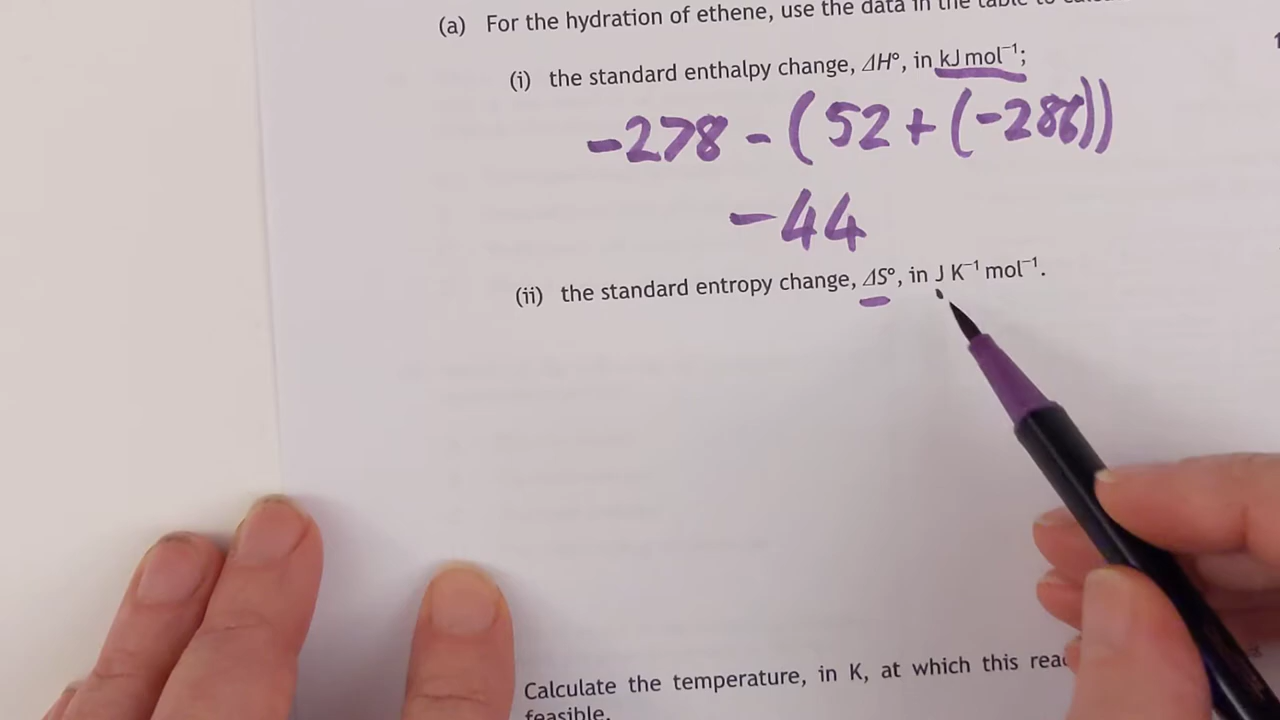 (a) For the hydration of ethene, use the data in the table to
(i) the standard enthalpy change, ΔH°, in kJ mol⁻¹;
-278 - (52 + (-286))
-44
(ii) the standard entropy change, ΔS°, in J K⁻¹ mol⁻¹.
Calculate the temperature, in K, at which this
feasible.